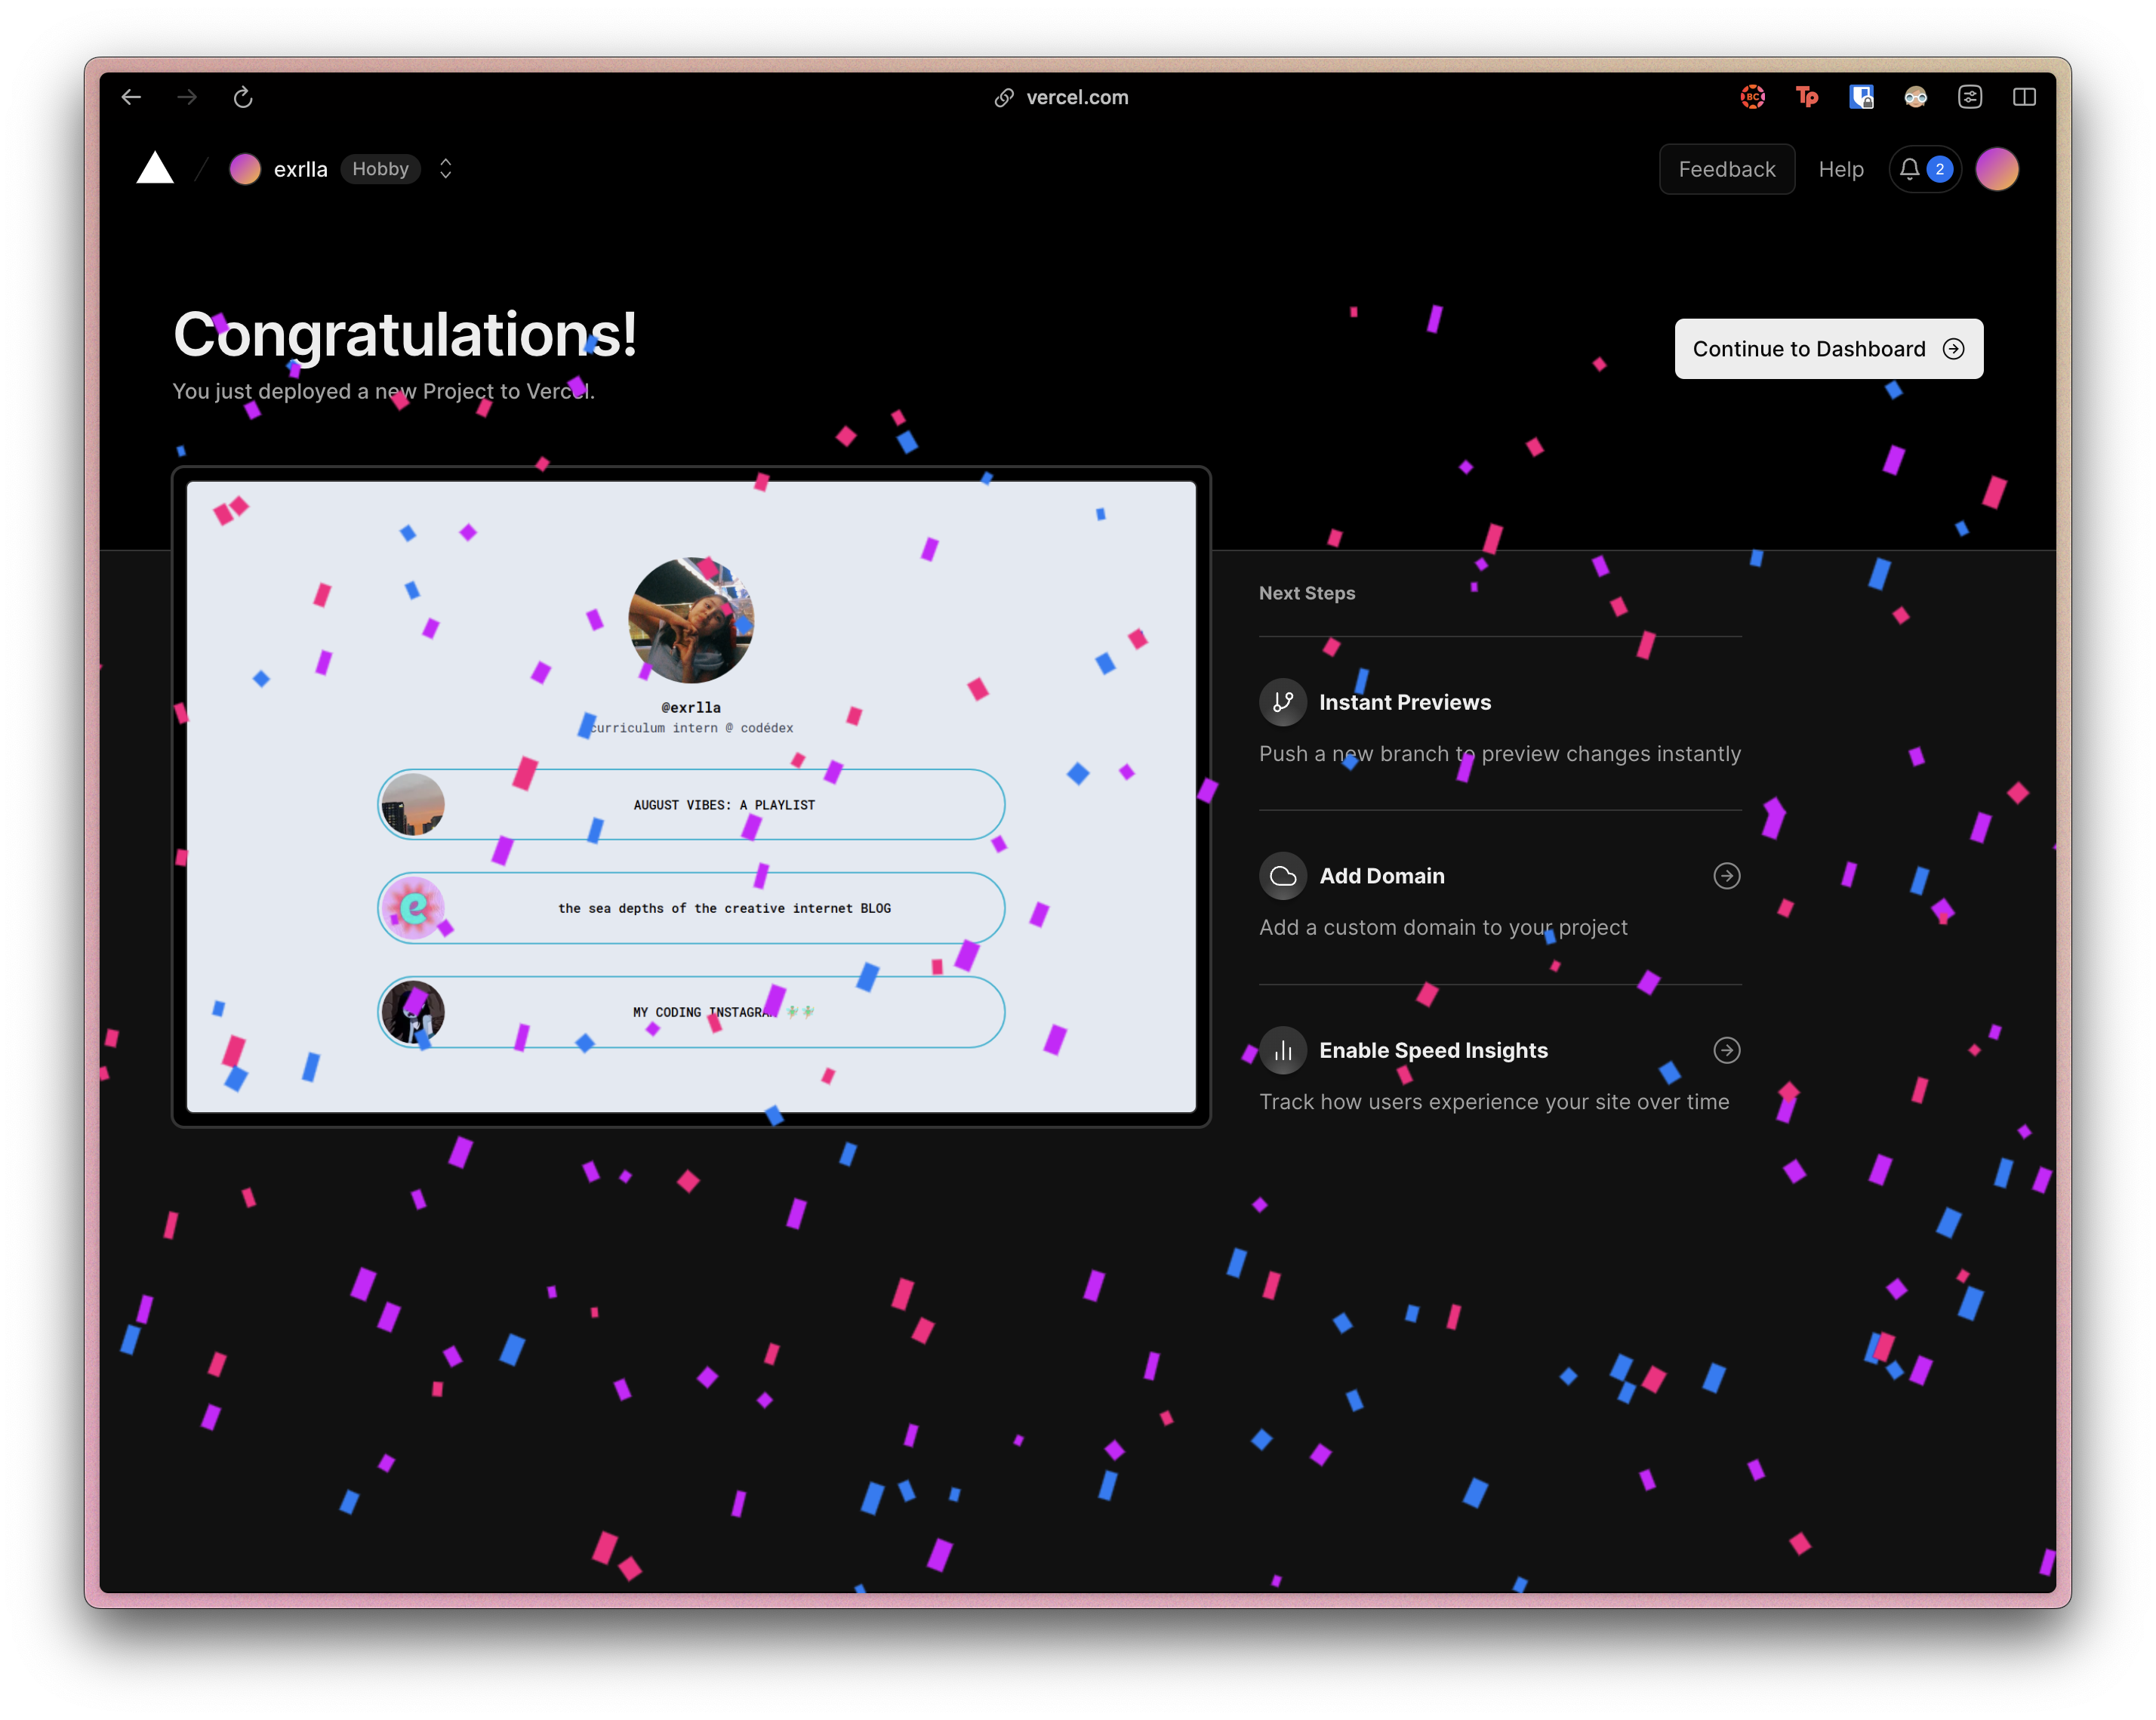 vercel.com
BC
Tp
exrlla Hobby
Feedback Help 2
Congratulations!
You just deployed a new Project to Vercel.
Continue to Dashboard
@exrlla
curriculum intern @ codédex
AUGUST VIBES: A PLAYLIST
e
the sea depths of the creative internet BLOG
MY CODING INSTAGRAM
Next Steps
Instant Previews
Push a new branch to preview changes instantly
Add Domain
Add a custom domain to your project
Enable Speed Insights
Track how users experience your site over time